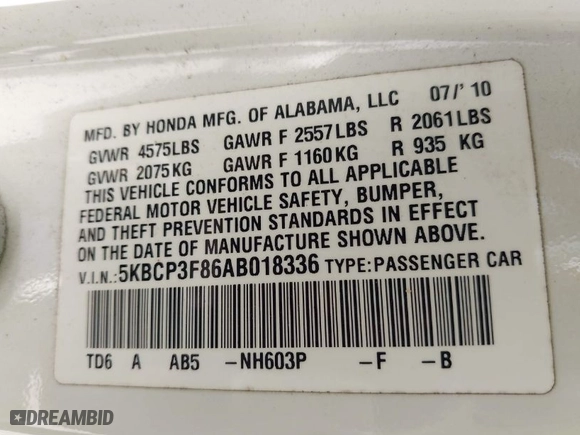 MFD. BY HONDA MFG. OF ALABAMA, LLC 07/'10
GVWR 4575LBS GAWR F 2557LBS R 2061LBS
GVWR 2075KG GAWR F 1160KG R 935 KG
THIS VEHICLE CONFORMS TO ALL APPLICABLE
FEDERAL MOTOR VEHICLE SAFETY, BUMPER,
AND THEFT PREVENTION STANDARDS IN EFFECT
ON THE DATE OF MANUFACTURE SHOWN ABOVE.
V.I.N.:5KBCP3F86AB018336 TYPE:PASSENGER CAR
TD6 A AB5 -NH603P -F -B
DREAMBID